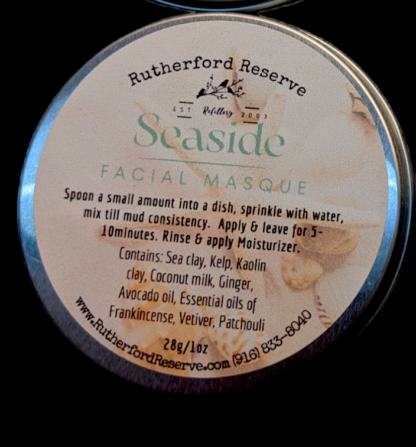 Rutherford Reserve
EST Refillery 2007
Seaside
FACIAL MASQUE
Spoon a small amount into a dish, sprinkle with water,
mix till mud consistency. Apply & leave for 5-
10minutes. Rinse & apply Moisturizer.
Contains: Sea clay, Kelp, Kaolin
clay, Coconut milk, Ginger,
Avocado oil, Essential oils of
Frankincense, Vetiver, Patchouli
28g/1oz
www.RutherfordReserve.com (916) 833-8040